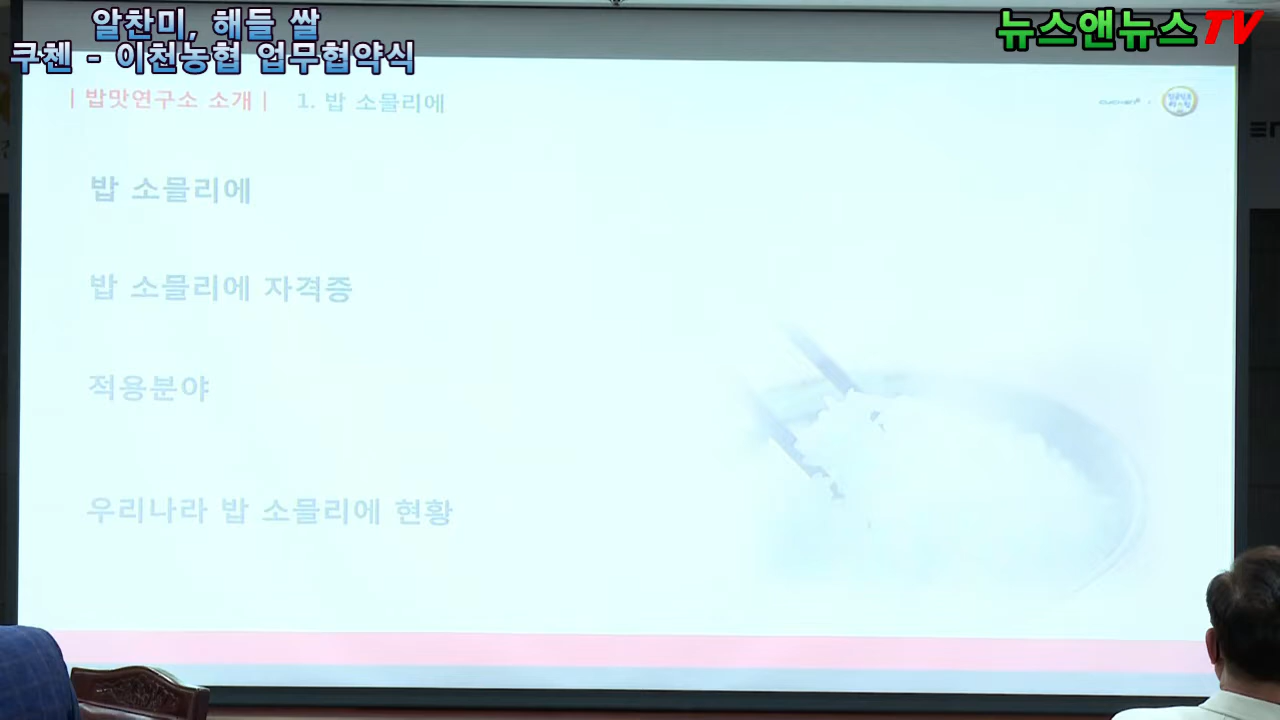 알찬미, 해들 쌀
쿠첸 - 이천농협 업무협약식
뉴스앤뉴스TV
| 밥맛연구소 소개 | 1. 밥 소믈리에
cuchen
밥 소믈리에
밥 소믈리에 자격증
적용분야
우리나라 밥 소믈리에 현황